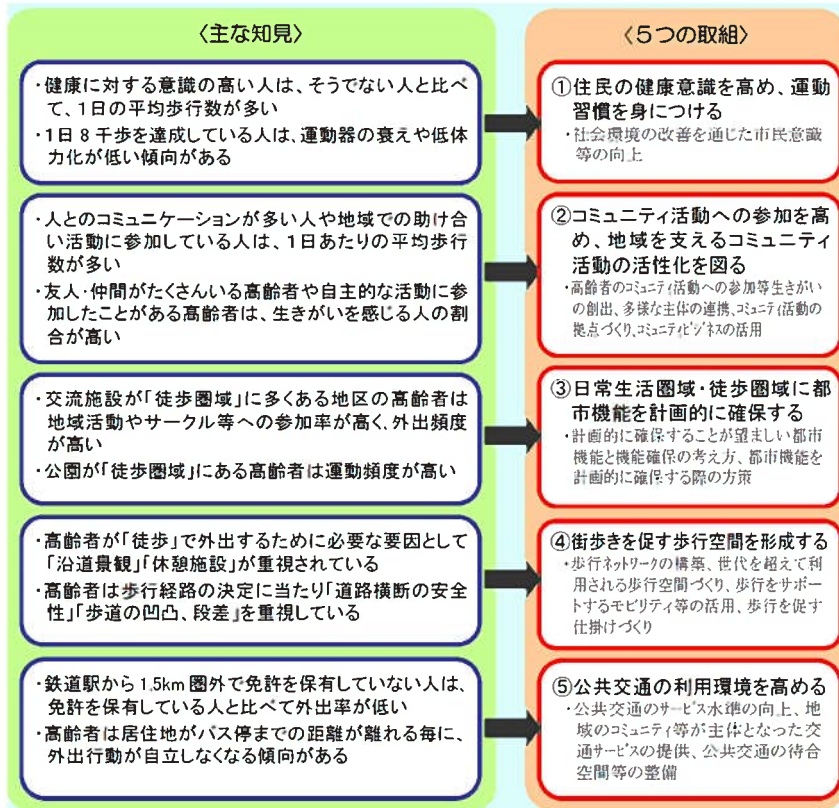 〈主な知見〉
・健康に対する意識の高い人は、そうでない人と比べ
て、1日の平均歩行数が多い
・1日8千歩を達成している人は、運動器の衰えや低体
力化が低い傾向がある
・人とのコミュニケーションが多い人や地域での助け合
い活動に参加している人は、1日あたりの平均歩行
数が多い
・友人・仲間がたくさんいる高齢者や自主的な活動に参
加したことがある高齢者は、生きがいを感じる人の割
合が高い
・交流施設が「徒歩圏域」に多くある地区の高齢者は
地域活動やサークル等への参加率が高く、外出頻度
が高い
・公園が「徒歩圏域」にある高齢者は運動頻度が高い
・高齢者が「徒歩」で外出するために必要な要因として
「沿道景観」「休憩施設」が重視されている
・高齢者は歩行経路の決定に当たり「道路横断の安全
性」「歩道の凹凸、段差」を重視している
・鉄道駅から1.5km圏外で免許を保有していない人は、
免許を保有している人と比べて外出率が低い
・高齢者は居住地がバス停までの距離が離れる毎に、
外出行動が自立しなくなる傾向がある
〈5つの取組〉
①住民の健康意識を高め、運動
習慣を身につける
・社会環境の改善を通じた市民意識
等の向上
②コミュニティ活動への参加を高
め、地域を支えるコミュニティ
活動の活性化を図る
・高齢者のコミュニティ活動への参加等生きがい
の創出、多様な主体の連携、コミュニティ活動の
拠点づくり、コミュニティビジネスの活用
③日常生活圏域・徒歩圏域に都
市機能を計画的に確保する
・計画的に確保することが望ましい都市
機能と機能確保の考え方、都市機能を
計画的に確保する際の方策
④街歩きを促す歩行空間を形成する
・歩行ネットワークの構築、世代を超えて利
用される歩行空間づくり、歩行をサポー
トするモビリティ等の活用、歩行を促す
仕掛けづくり
⑤公共交通の利用環境を高める
・公共交通のサービス水準の向上、地
域のコミュニティ等が主体となった交
通サービスの提供、公共交通の待合
空間等の整備